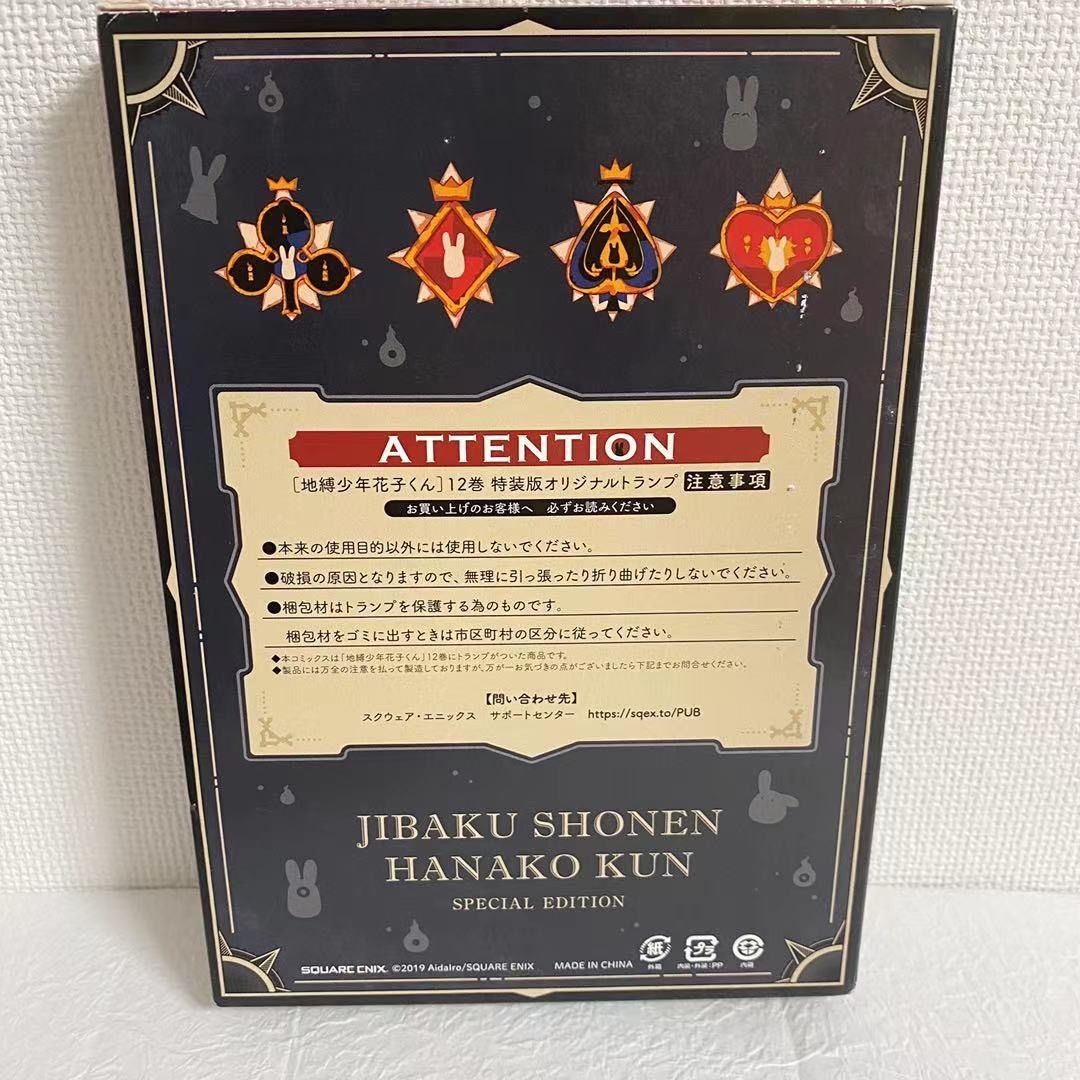 ATTENTION
[地縛少年花子くん]12巻 特装版オリジナルトランプ 注意事項
お買い上げのお客様へ 必ずお読みください
●本来の使用目的以外には使用しないでください。
●破損の原因となりますので、無理に引っ張ったり折り曲げたりしないでください。
●梱包材はトランプを保護する為のものです。
梱包材をゴミに出すときは市区町村の区分に従ってください。
◆本コミックスは「地縛少年花子くん」12巻にトランプがついた商品です。
◆製品には万全の注意を払って製造しておりますが、万が一お気づきの点がございましたら下記までお問合せください。
【問い合わせ先】
スクウェア・エニックス サポートセンター https://sqex.to/PUB
JIBAKU SHONEN
HANAKO KUN
SPECIAL EDITION
SQUARE ENIX. ©2019 AidaIro/SQUARE ENIX MADE IN CHINA
紙 プラ
外箱 内袋・外装:PP 内箱